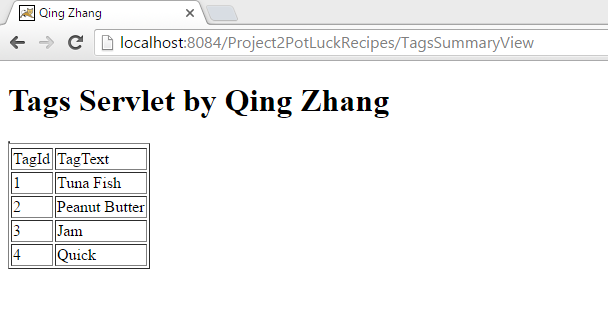 Qing Zhang
localhost:8084/Project2PotLuckRecipes/TagsSummaryView
Tags Servlet by Qing Zhang
TagId TagText
1 Tuna Fish
2 Peanut Butter
3 Jam
4 Quick